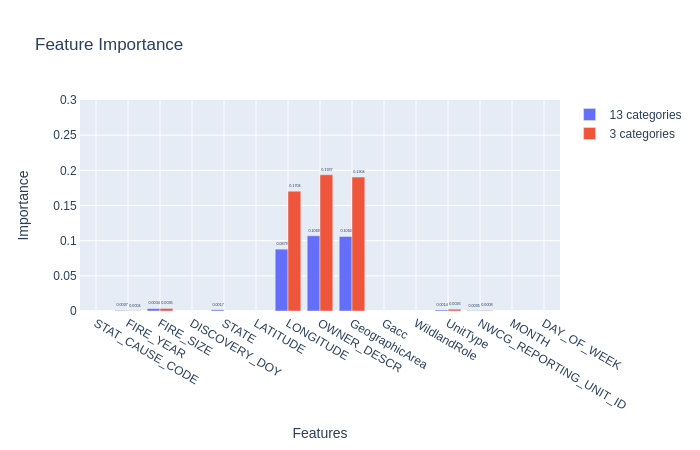 Feature Importance
13 categories
3 categories
0.3
0.25
0.2
0.15
0.1
0.05
0
Importance
STAT_CAUSE_CODE
FIRE_YEAR
FIRE_SIZE
DISCOVERY_DOY
STATE
LATITUDE
LONGITUDE
OWNER_DESCR
GeographicArea
Gacc
WildlandRole
UnitType
NWCG_REPORTING_UNIT_ID
MONTH
DAY_OF_WEEK
Features